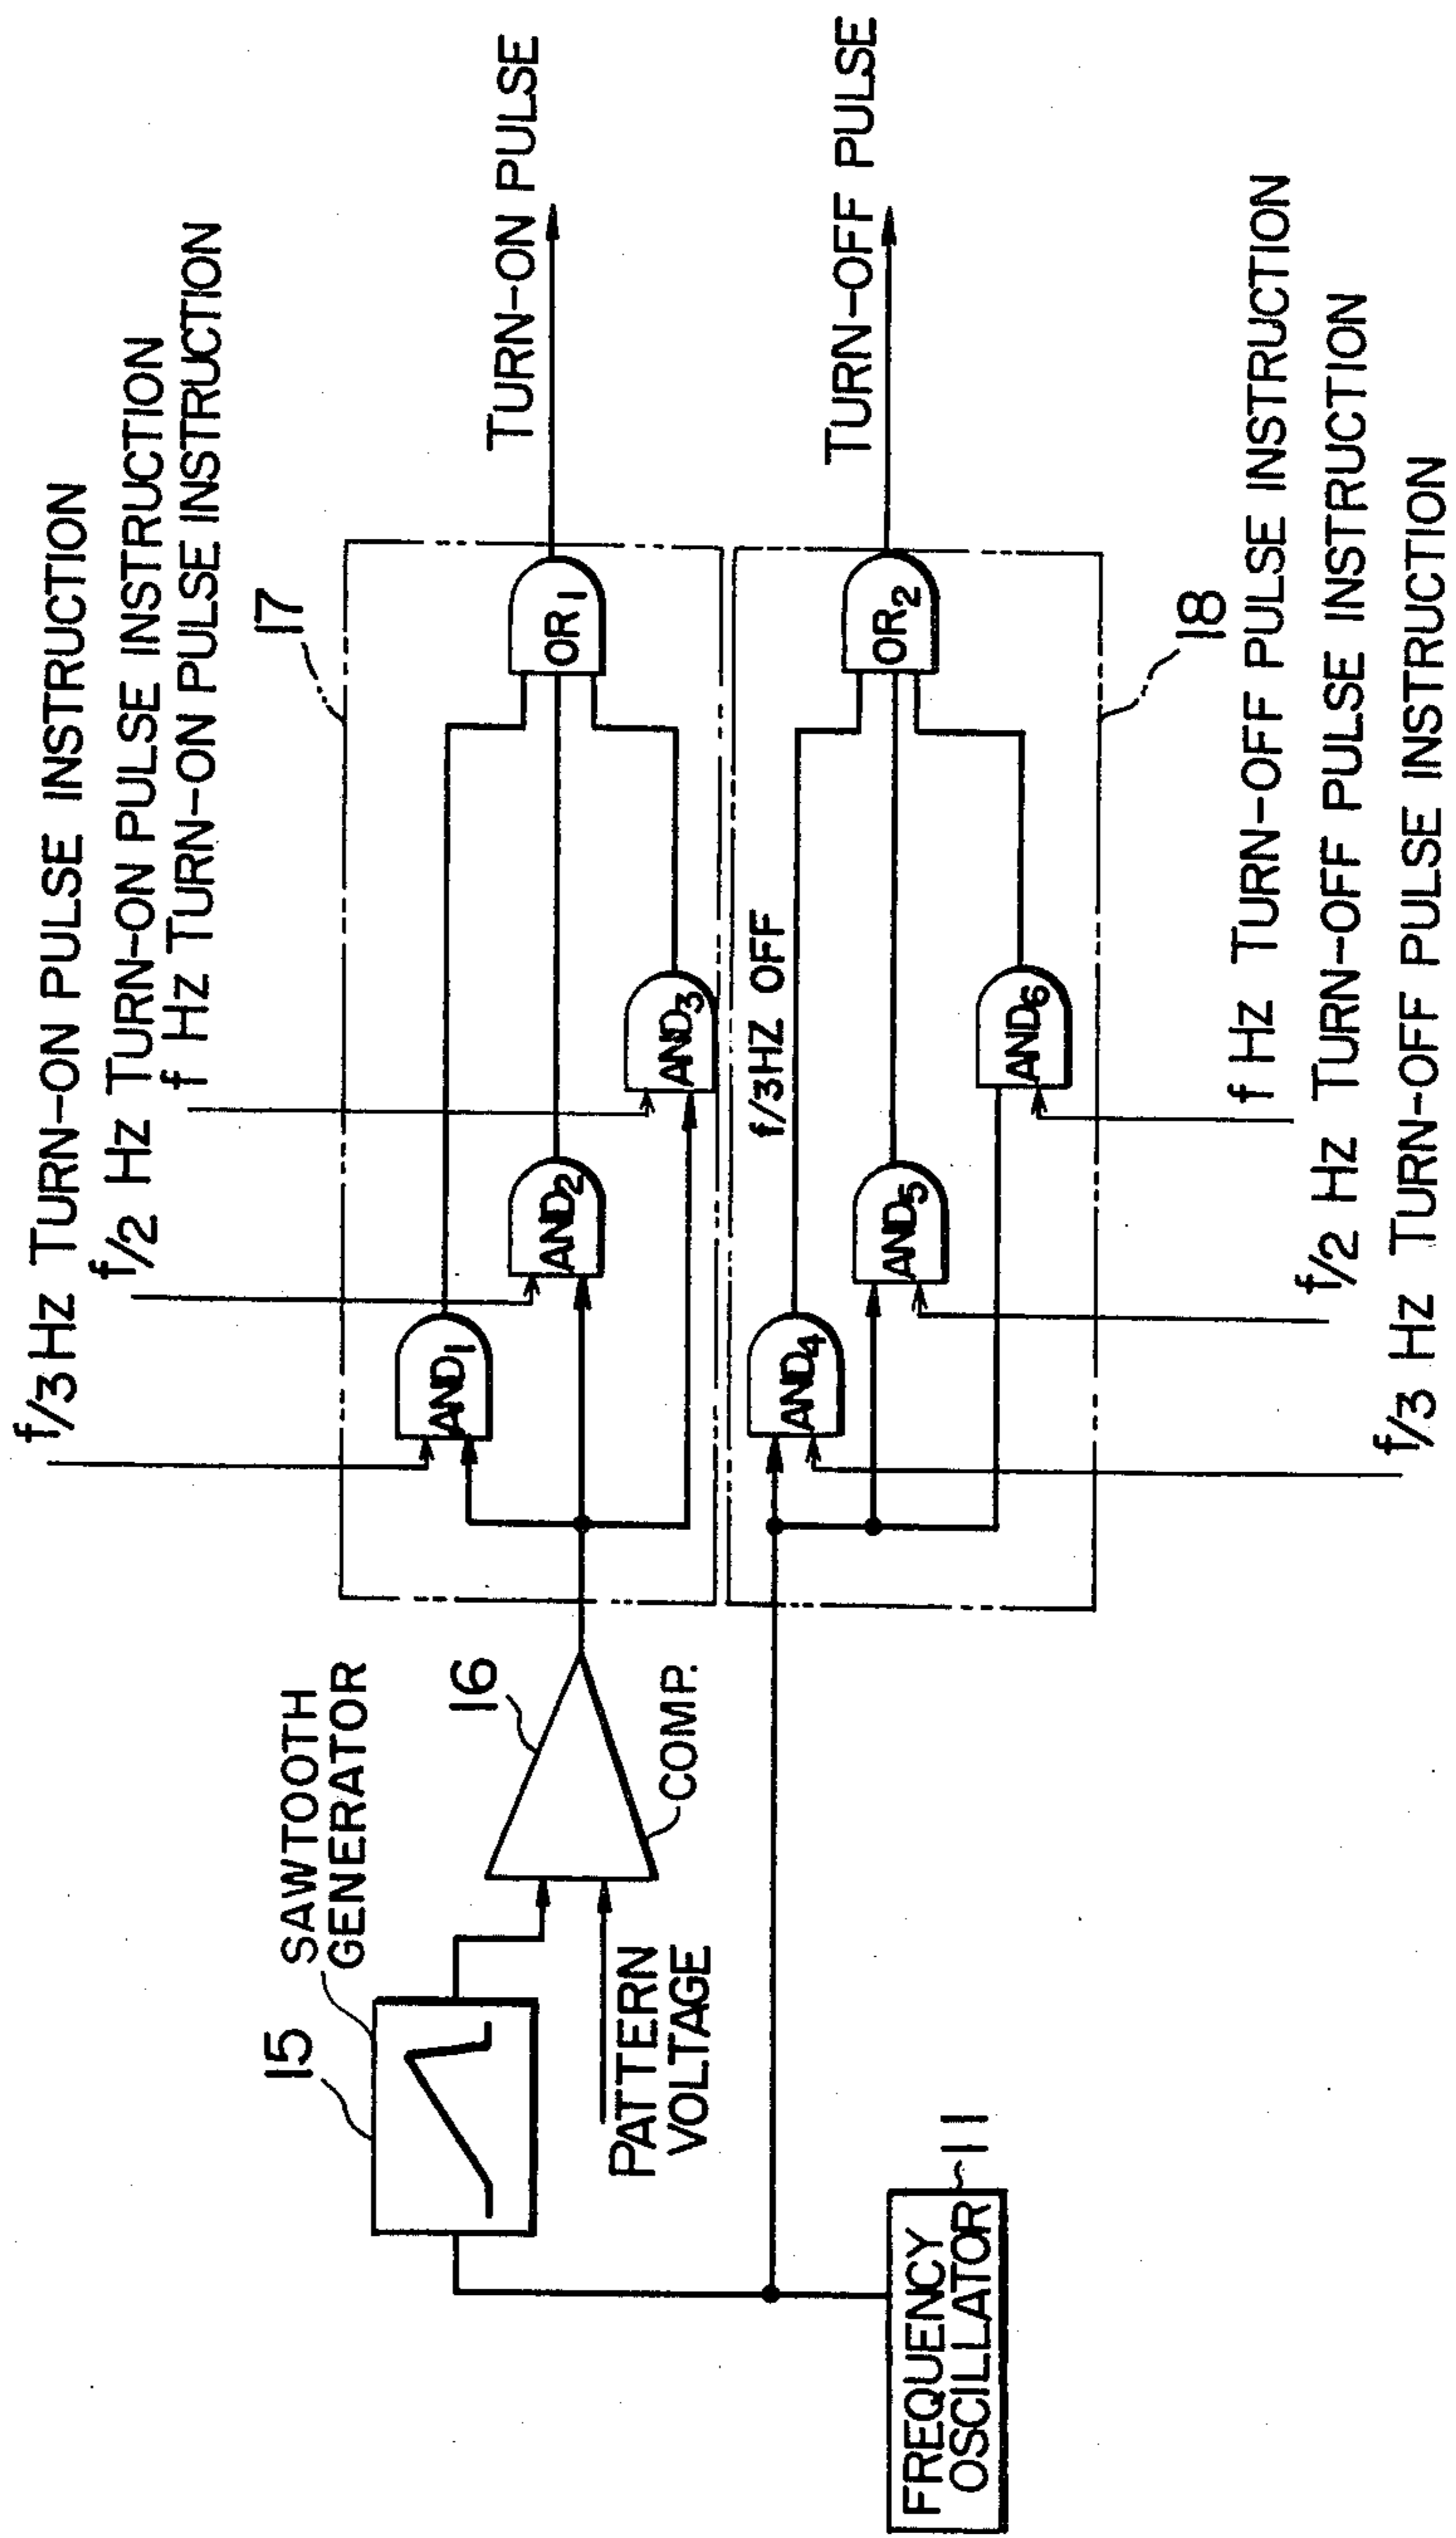 f/3 Hz TURN-ON PULSE INSTRUCTION
f/2 Hz TURN-ON PULSE INSTRUCTION
f Hz TURN-ON PULSE INSTRUCTION
17
SAWTOOTH
GENERATOR
15
16
AND1
AND2
AND3
OR1
TURN-ON PULSE
PATTERN
VOLTAGE
COMP.
f/3HZ OFF
AND4
AND5
AND6
OR2
TURN-OFF PULSE
FREQUENCY
OSCILLATOR
11
18
f Hz TURN-OFF PULSE INSTRUCTION
f/2 Hz TURN-OFF PULSE INSTRUCTION
f/3 Hz TURN-OFF PULSE INSTRUCTION